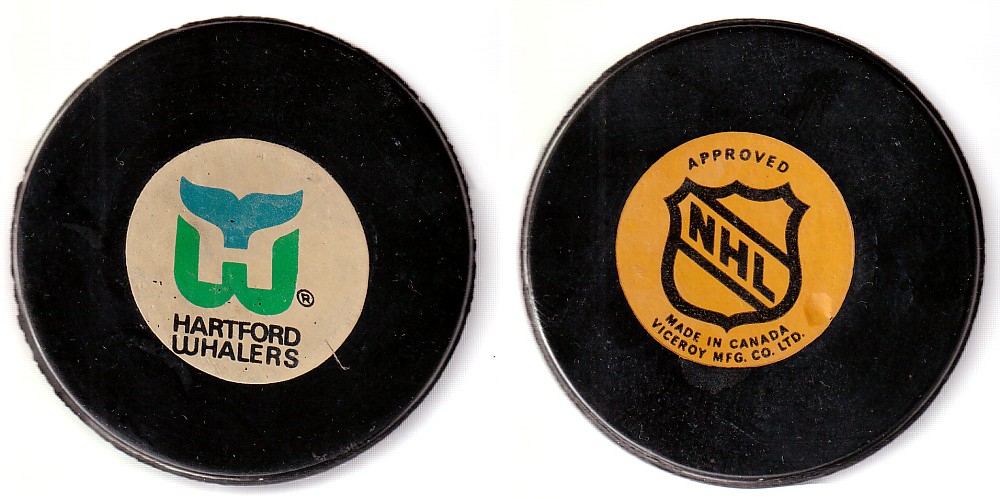 ®
HARTFORD
WHALERS
APPROVED
NHL
MADE IN CANADA
VICEROY MFG. CO. LTD.